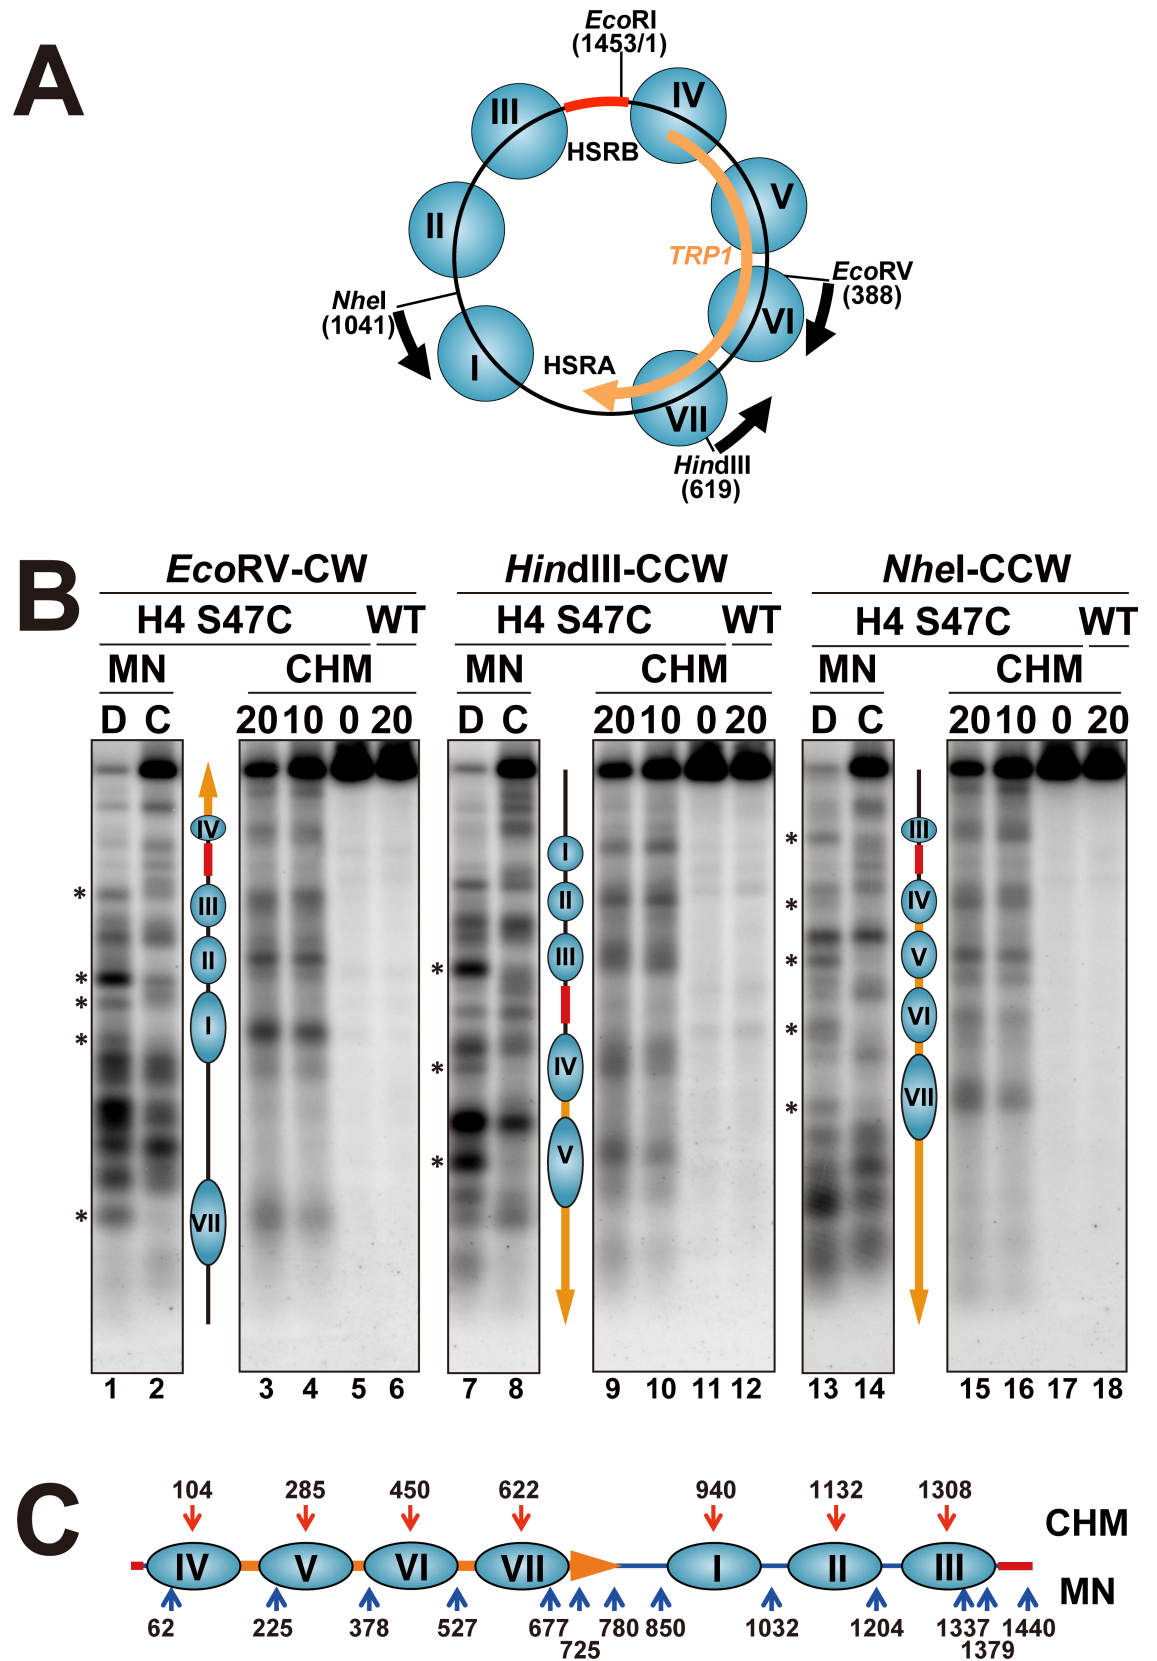 A
EcoRI
(1453/1)
III
IV
HSRB
V
II
TRP1
EcoRV
(388)
NheI
(1041)
VI
I
HSRA
VII
HindIII
(619)
B
EcoRV-CW HindIII-CCW NheI-CCW
H4 S47C WT H4 S47C WT H4 S47C WT
MN CHM MN CHM MN CHM
D C 20 10 0 20 D C 20 10 0 20 D C 20 10 0 20
IV
III
II
I
VII
* * * * *
I
II
III
IV
V
* * *
III
IV
V
VI
VII
* * * * *
1 2 3 4 5 6 7 8 9 10 11 12 13 14 15 16 17 18
C
104 285 450 622 940 1132 1308
CHM
IV V VI VII I II III
MN
62 225 378 527 677 780 850 1032 1204 1337 1440
725 1379